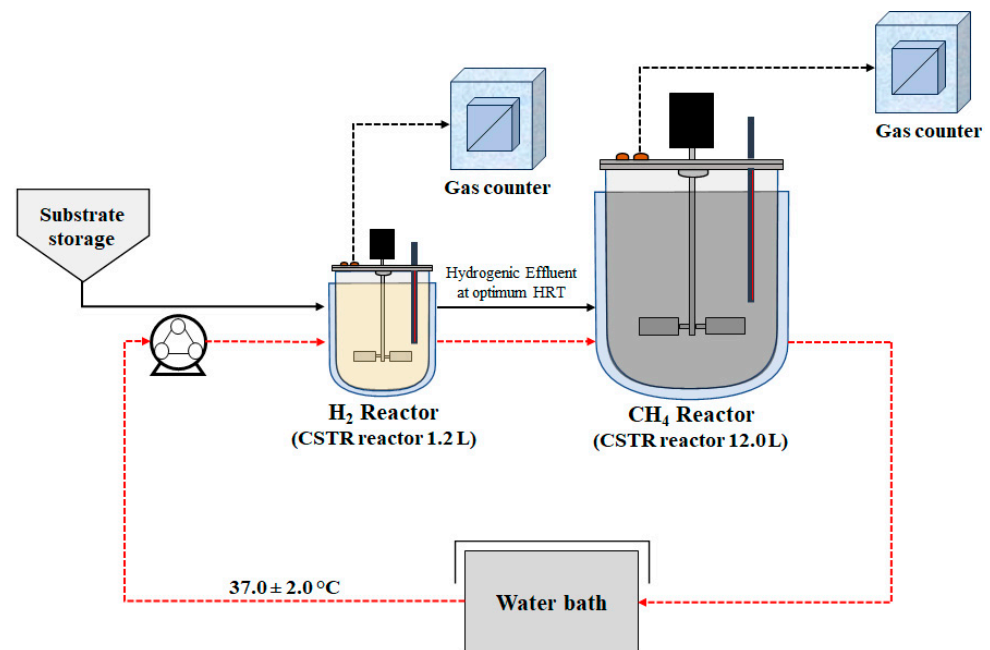 Gas counter
Gas counter
Substrate
storage
Hydrogenic Effluent
at optimum HRT
H₂ Reactor
(CSTR reactor 1.2 L)
CH₄ Reactor
(CSTR reactor 12.0 L)
37.0 ± 2.0 °C
Water bath